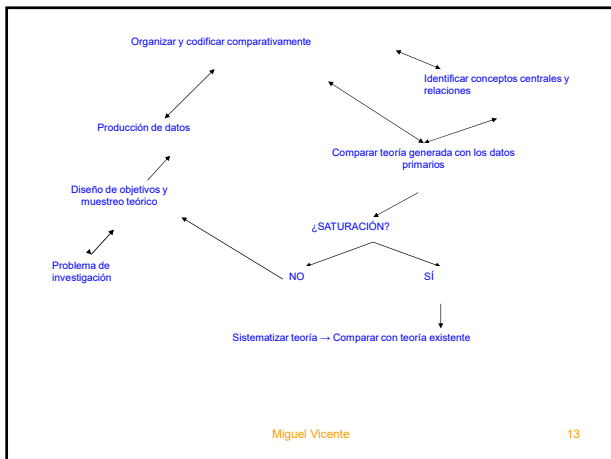 Organizar y codificar comparativamente
Identificar conceptos centrales y
relaciones
Producción de datos
Comparar teoría generada con los datos
primarios
Diseño de objetivos y
muestreo teórico
¿SATURACIÓN?
Problema de
investigación
NO
SÍ
Sistematizar teoría → Comparar con teoría existente
Miguel Vicente
13